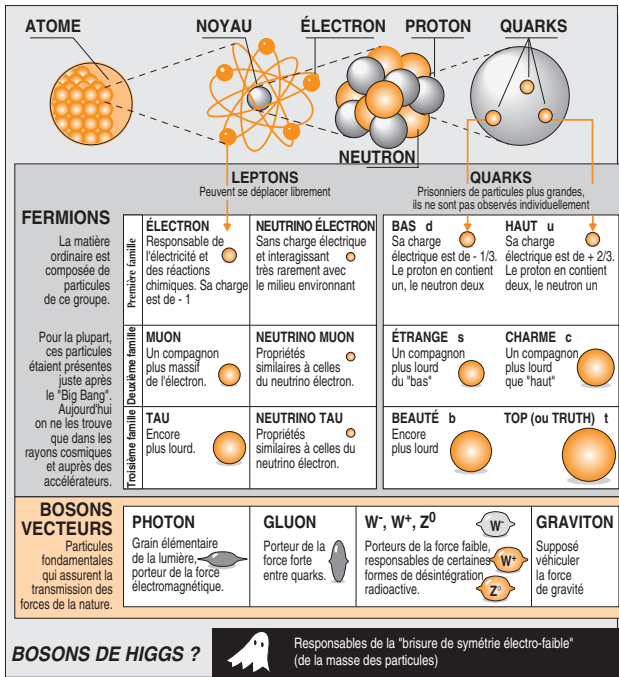 ATOME
NOYAU
ÉLECTRON
PROTON
QUARKS
NEUTRON
LEPTONS
Peuvent se déplacer librement
QUARKS
Prisonniers de particules plus grandes,
ils ne sont pas observés individuellement
FERMIONS
La matière
ordinaire est
composée de
particules
de ce groupe.
Première famille
ÉLECTRON
Responsable de
l'électricité et
des réactions
chimiques. Sa charge
est de - 1
NEUTRINO ÉLECTRON
Sans charge électrique
et interagissant
très rarement avec
le milieu environnant
BAS d
Sa charge
électrique est de - 1/3.
Le proton en contient
un, le neutron deux
HAUT u
Sa charge
électrique est de + 2/3.
Le proton en contient
deux, le neutron un
Pour la plupart,
ces particules
étaient présentes
juste après
le "Big Bang".
Aujourd'hui
on ne les trouve
que dans les
rayons cosmiques
et auprès des
accélérateurs.
Deuxième famille
MUON
Un compagnon
plus massif
de l'électron.
NEUTRINO MUON
Propriétés
similaires à celles
du neutrino électron.
ÉTRANGE s
Un compagnon
plus lourd
du "bas"
CHARME c
Un compagnon
plus lourd
que "haut"
Troisième famille
TAU
Encore
plus lourd.
NEUTRINO TAU
Propriétés
similaires à celles du
neutrino électron.
BEAUTÉ b
Encore
plus lourd
TOP (ou TRUTH) t
BOSONS
VECTEURS
Particules
fondamentales
qui assurent la
transmission des
forces de la nature.
PHOTON
Grain élémentaire
de la lumière,
porteur de la force
électromagnétique.
GLUON
Porteur de la
force forte
entre quarks.
W-, W+, Z0
Porteurs de la force faible,
responsables de certaines
formes de désintégration
radioactive.
W-
W+
Z°
GRAVITON
Supposé
véhiculer
la force
de gravité
BOSONS DE HIGGS ?
Responsables de la "brisure de symétrie électro-faible"
(de la masse des particules)